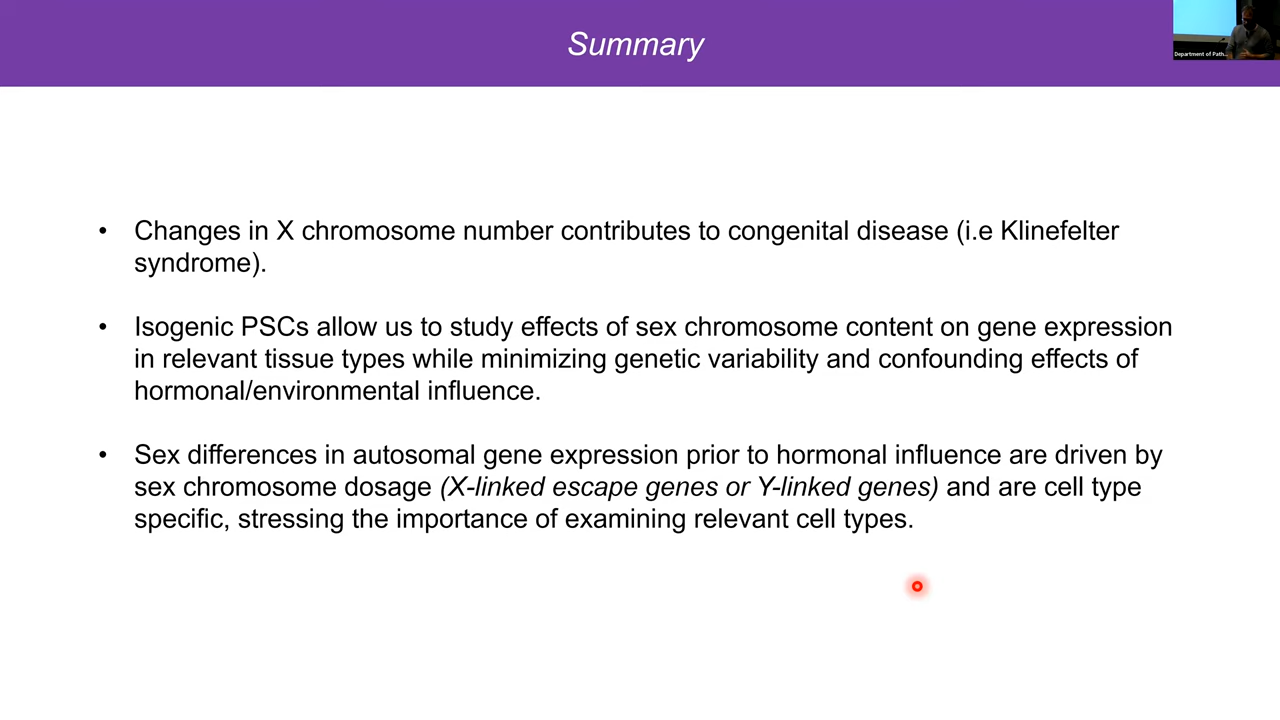 Summary
Department of Path...
• Changes in X chromosome number contributes to congenital disease (i.e Klinefelter
syndrome).
• Isogenic PSCs allow us to study effects of sex chromosome content on gene expression
in relevant tissue types while minimizing genetic variability and confounding effects of
hormonal/environmental influence.
• Sex differences in autosomal gene expression prior to hormonal influence are driven by
sex chromosome dosage (X-linked escape genes or Y-linked genes) and are cell type
specific, stressing the importance of examining relevant cell types.